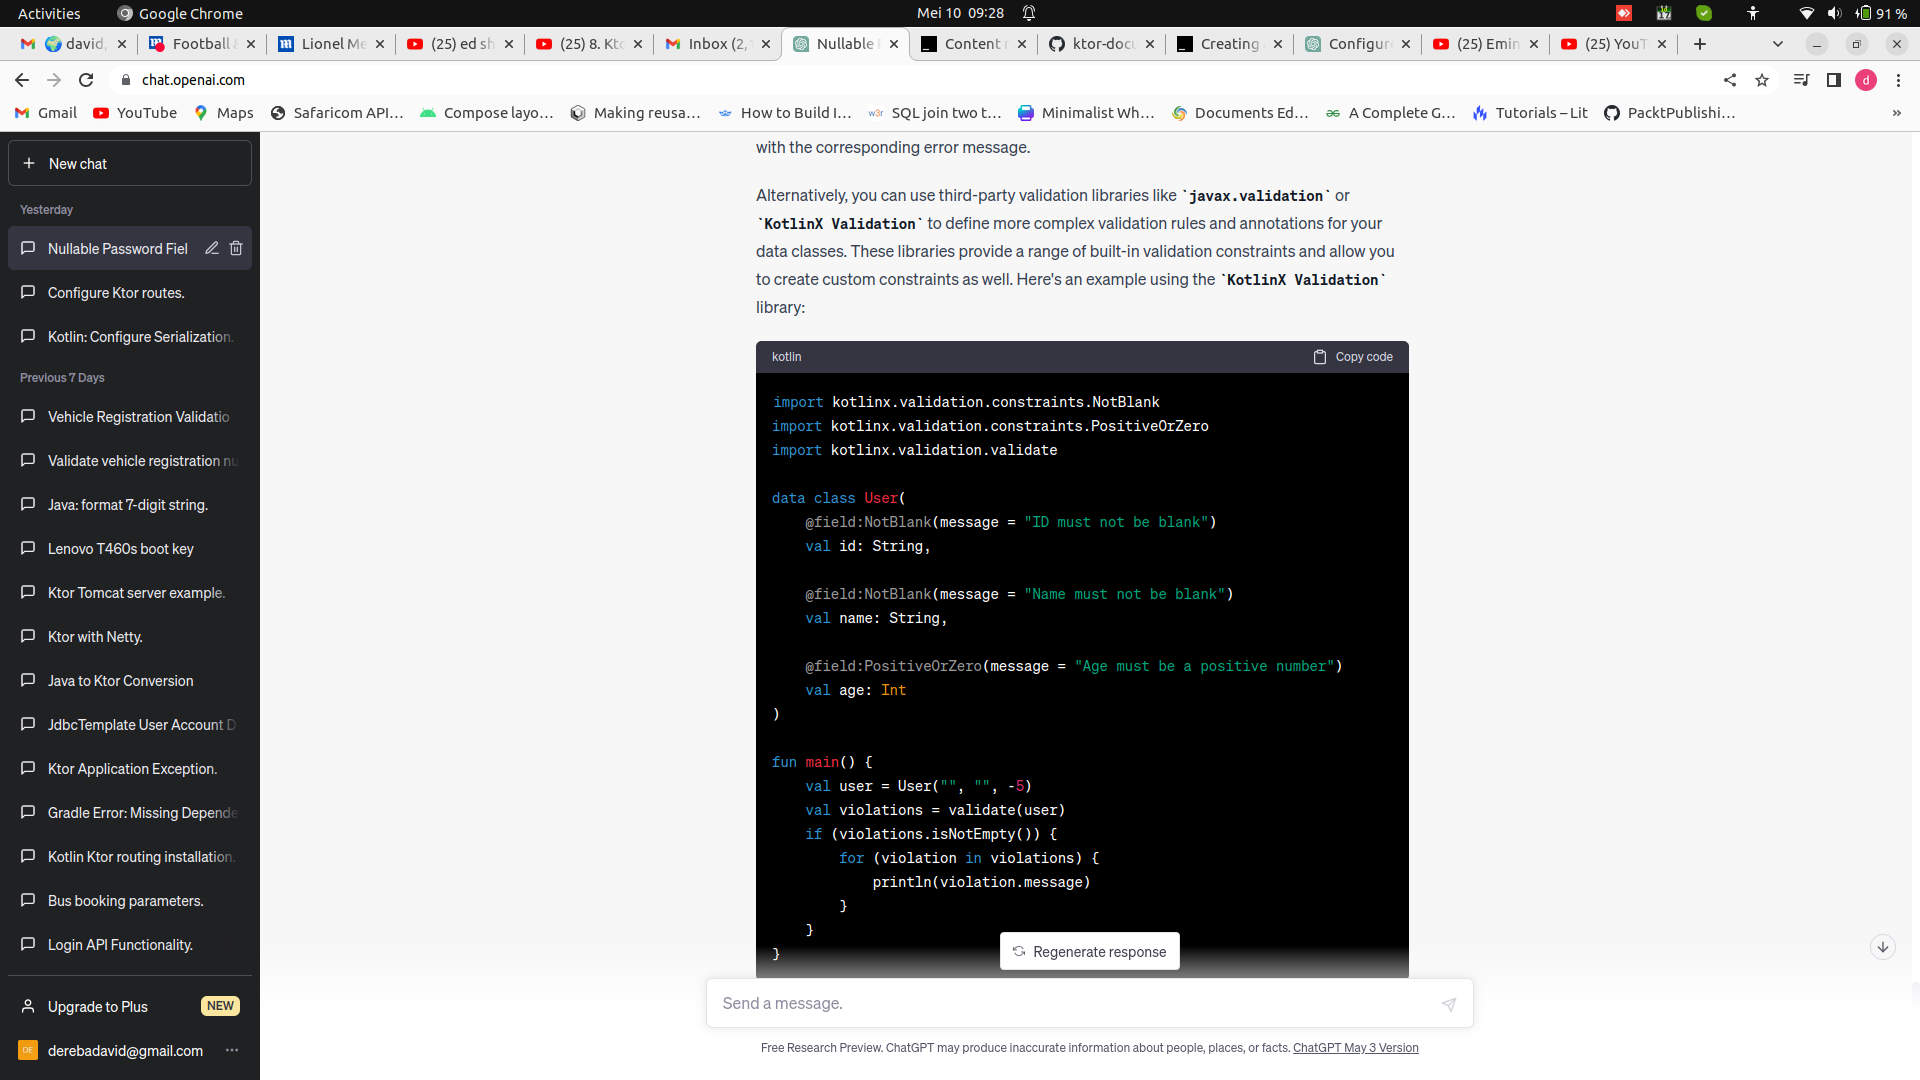 Activities Google Chrome Mei 10 09:28 91 %
david, Football Lionel Me (25) ed sh (25) 8. Kt Inbox (2, Nullable Content ktor-doc Creating Configur (25) Emin (25) YouT
chat.openai.com d
Gmail YouTube Maps Safaricom API... Compose layo... Making reusa... How to Build I... SQL join two t... Minimalist Wh... Documents Ed... A Complete G... Tutorials – Lit PacktPublishi... »
New chat
Yesterday
Nullable Password Fiel
Configure Ktor routes.
Kotlin: Configure Serialization.
Previous 7 Days
Vehicle Registration Validatio
Validate vehicle registration nu
Java: format 7-digit string.
Lenovo T460s boot key
Ktor Tomcat server example.
Ktor with Netty.
Java to Ktor Conversion
JdbcTemplate User Account D
Ktor Application Exception.
Gradle Error: Missing Depende
Kotlin Ktor routing installation.
Bus booking parameters.
Login API Functionality.
Upgrade to Plus NEW
DE derebadavid@gmail.com ...
with the corresponding error message.
Alternatively, you can use third-party validation libraries like `javax.validation` or
`KotlinX Validation` to define more complex validation rules and annotations for your
data classes. These libraries provide a range of built-in validation constraints and allow you
to create custom constraints as well. Here's an example using the `KotlinX Validation`
library:
kotlin Copy code
import kotlinx.validation.constraints.NotBlank
import kotlinx.validation.constraints.PositiveOrZero
import kotlinx.validation.validate
data class User(
@field:NotBlank(message = "ID must not be blank")
val id: String,
@field:NotBlank(message = "Name must not be blank")
val name: String,
@field:PositiveOrZero(message = "Age must be a positive number")
val age: Int
)
fun main() {
val user = User("", "", -5)
val violations = validate(user)
if (violations.isNotEmpty()) {
for (violation in violations) {
println(violation.message)
}
}
}
Regenerate response
Send a message.
Free Research Preview. ChatGPT may produce inaccurate information about people, places, or facts. ChatGPT May 3 Version